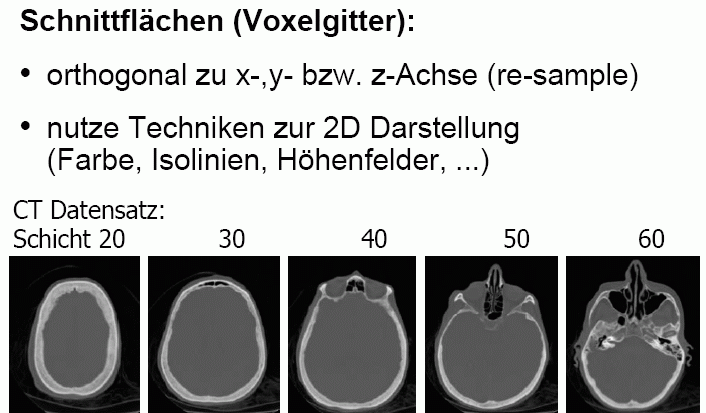 Schnittflächen (Voxelgitter):
• orthogonal zu x-,y- bzw. z-Achse (re-sample)
• nutze Techniken zur 2D Darstellung
(Farbe, Isolinien, Höhenfelder, ...)
CT Datensatz:
Schicht 20 30 40 50 60